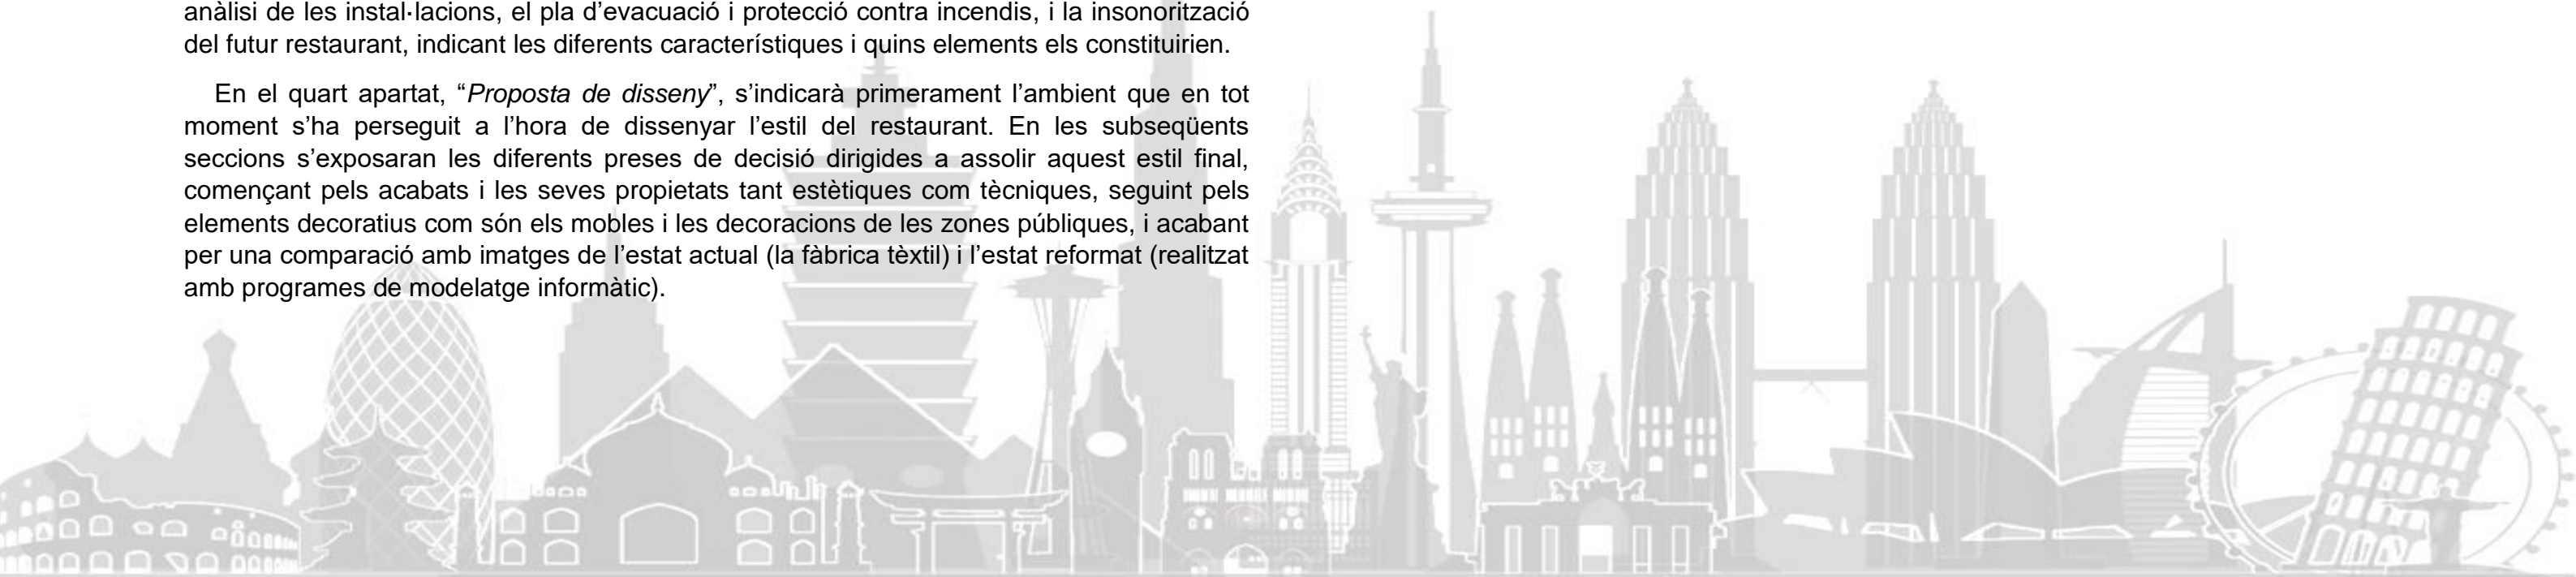 anàlisi de les instal·lacions, el pla d’evacuació i protecció contra incendis, i la insonorització
del futur restaurant, indicant les diferents característiques i quins elements els constituirien.
En el quart apartat, “Proposta de disseny”, s’indicarà primerament l’ambient que en tot
moment s’ha perseguit a l’hora de dissenyar l’estil del restaurant. En les subseqüents
seccions s’exposaran les diferents preses de decisió dirigides a assolir aquest estil final,
començant pels acabats i les seves propietats tant estètiques com tècniques, seguint pels
elements decoratius com són els mobles i les decoracions de les zones públiques, i acabant
per una comparació amb imatges de l’estat actual (la fàbrica tèxtil) i l’estat reformat (realitzat
amb programes de modelatge informàtic).